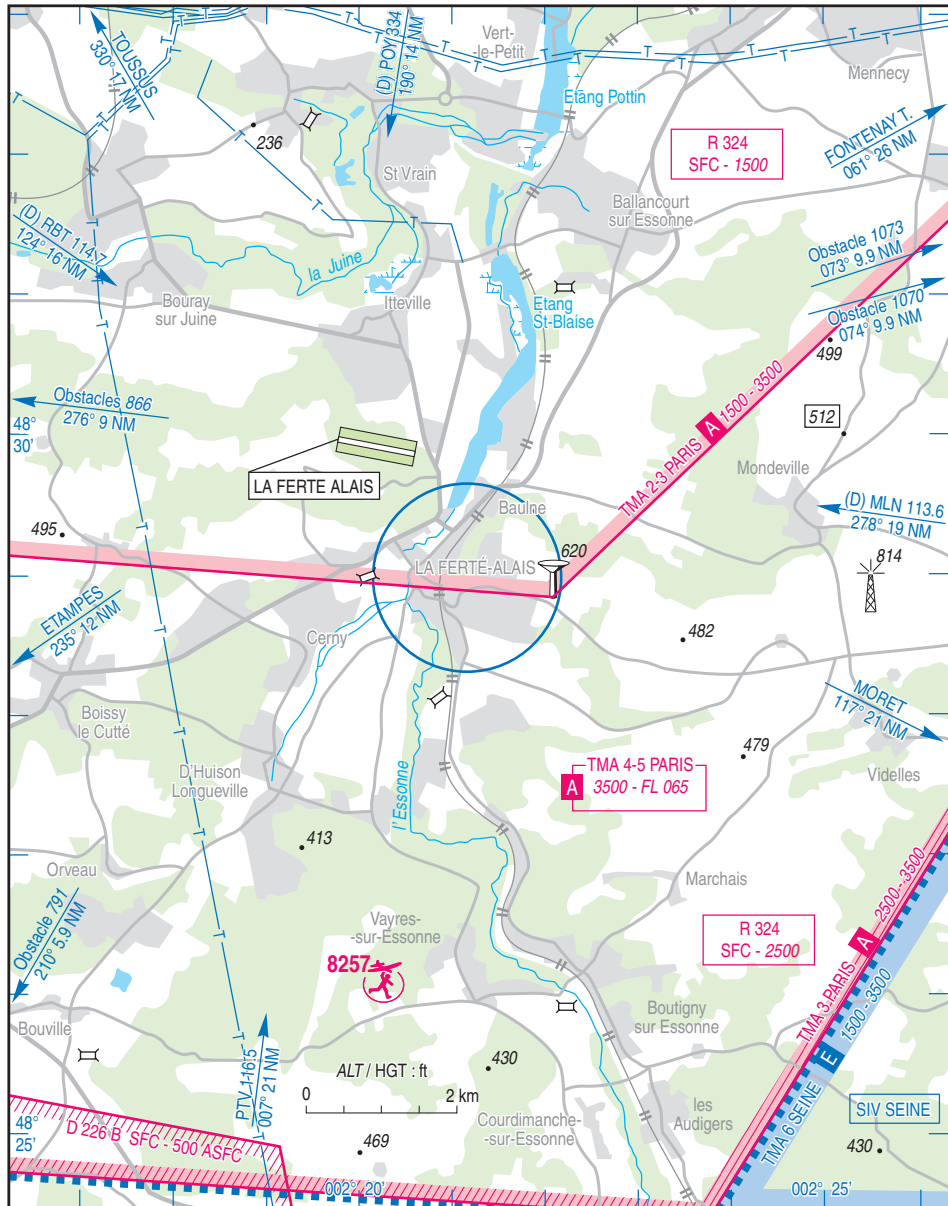 TOUSSUS
330° 17 NM
(D) POY 334
190° 14 NM
Vert-
-le-Petit
Etang Pottin
Mennecy
236
R 324
SFC - 1500
FONTENAY T.
061° 26 NM
St Vrain
Ballancourt
sur Essonne
(D) RBT 114.7
124° 16 NM
la Juine
Obstacle 1073
073° 9.9 NM
Bouray
sur Juine
Itteville
Etang
St-Blaise
Obstacle 1070
074° 9.9 NM
499
Obstacles 866
276° 9 NM
48°
30'
TMA 2-3 PARIS A 1500 - 3500
512
LA FERTE ALAIS
Mondeville
Baulne
(D) MLN 113.6
278° 19 NM
495
LA FERTÉ-ALAIS
620
814
ETAMPES
235° 12 NM
Cerny
482
MORET
117° 21 NM
Boissy
le Cutté
479
D'Huison
Longueville
l'Essonne
TMA 4-5 PARIS
A 3500 - FL 065
Videlles
413
Orveau
Marchais
Obstacle 791
210° 5.9 NM
Vayres-
-sur-Essonne
R 324
SFC - 2500
TMA 3 PARIS A 2500 - 3500
8257
Boutigny
sur Essonne
TMA 6 SEINE E 1500 - 3500
Bouville
PTV 116.5
007° 21 NM
ALT / HGT : ft
430
0 2 km
48°
25'
D 226 B SFC - 500 ASFC
Courdimanche-
-sur-Essonne
les
Audigers
SIV SEINE
469
430
002° 20'
002° 25'